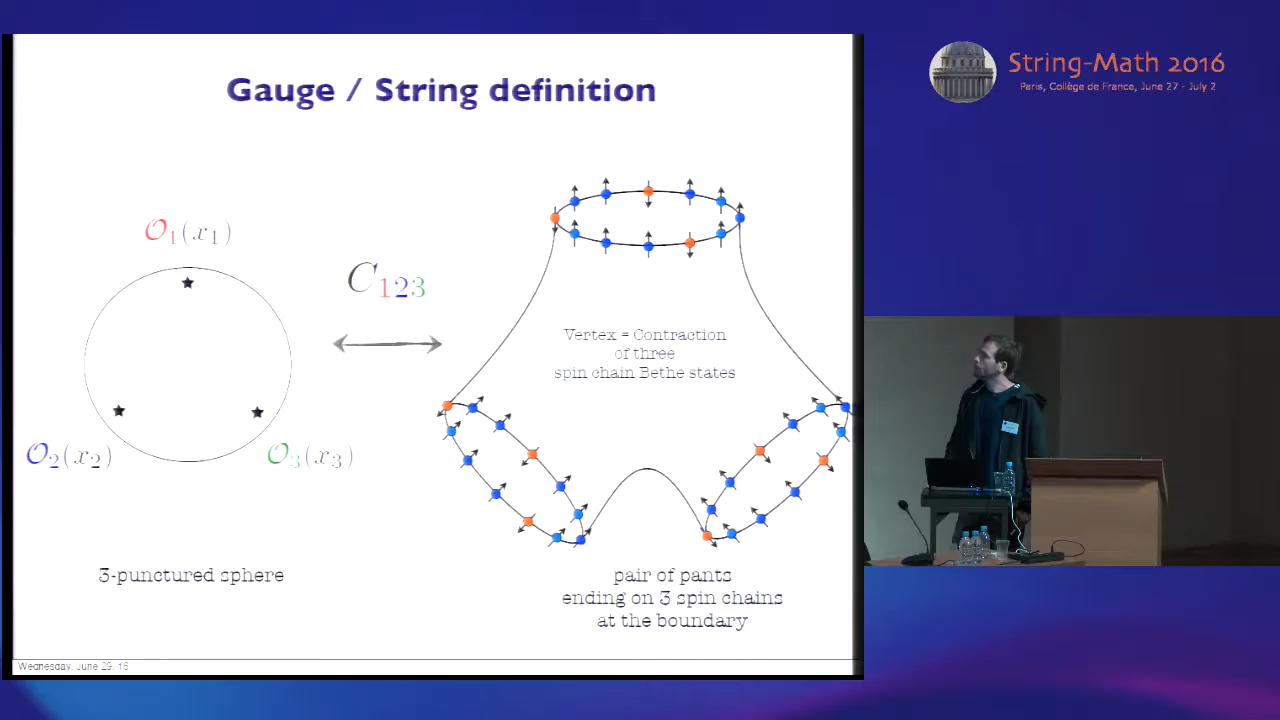 Gauge / String definition
String-Math 2016
Paris, Collège de France, June 27 - July 2
𝒪1(x1)
C123
Vertex = Contraction
of three
spin chain Bethe states
𝒪2(x2)
𝒪3(x3)
3-punctured sphere
pair of pants
ending on 3 spin chains
at the boundary
Wednesday, June 29, 16